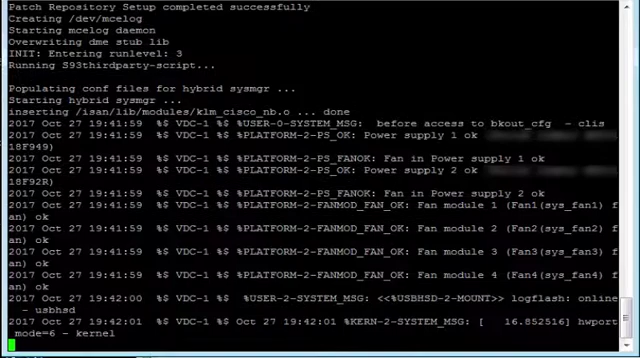 Patch Repository Setup completed successfully
Creating /dev/mcelog
Starting mcelog daemon
Overwriting dme stub lib
INIT: Entering runlevel: 3
Running S93thirdparty-script...
Populating conf files for hybrid sysmgr ...
Starting hybrid sysmgr ...
inserting /isan/lib/modules/klm_cisco_nb.o ... done
2017 Oct 27 19:41:59 %$ VDC-1 %$ %USER-0-SYSTEM_MSG: before access to bkout_cfg - clis
2017 Oct 27 19:41:59 %$ VDC-1 %$ %PLATFORM-2-PS_OK: Power supply 1 ok
18F949)
2017 Oct 27 19:41:59 %$ VDC-1 %$ %PLATFORM-2-PS_FANOK: Fan in Power supply 1 ok
2017 Oct 27 19:41:59 %$ VDC-1 %$ %PLATFORM-2-PS_OK: Power supply 2 ok
18F92R)
2017 Oct 27 19:41:59 %$ VDC-1 %$ %PLATFORM-2-PS_FANOK: Fan in Power supply 2 ok
2017 Oct 27 19:41:59 %$ VDC-1 %$ %PLATFORM-2-FANMOD_FAN_OK: Fan module 1 (Fan1(sys_fan1) f
an) ok
2017 Oct 27 19:41:59 %$ VDC-1 %$ %PLATFORM-2-FANMOD_FAN_OK: Fan module 2 (Fan2(sys_fan2) f
an) ok
2017 Oct 27 19:41:59 %$ VDC-1 %$ %PLATFORM-2-FANMOD_FAN_OK: Fan module 3 (Fan3(sys_fan3) f
an) ok
2017 Oct 27 19:41:59 %$ VDC-1 %$ %PLATFORM-2-FANMOD_FAN_OK: Fan module 4 (Fan4(sys_fan4) f
an) ok
2017 Oct 27 19:42:00 %$ VDC-1 %$ %USER-2-SYSTEM_MSG: <<%USBHSD-2-MOUNT>> logflash: online
- usbhsd
2017 Oct 27 19:42:01 %$ VDC-1 %$ Oct 27 19:42:01 %KERN-2-SYSTEM_MSG: [ 16.852516] hwport
mode=6 - kernel